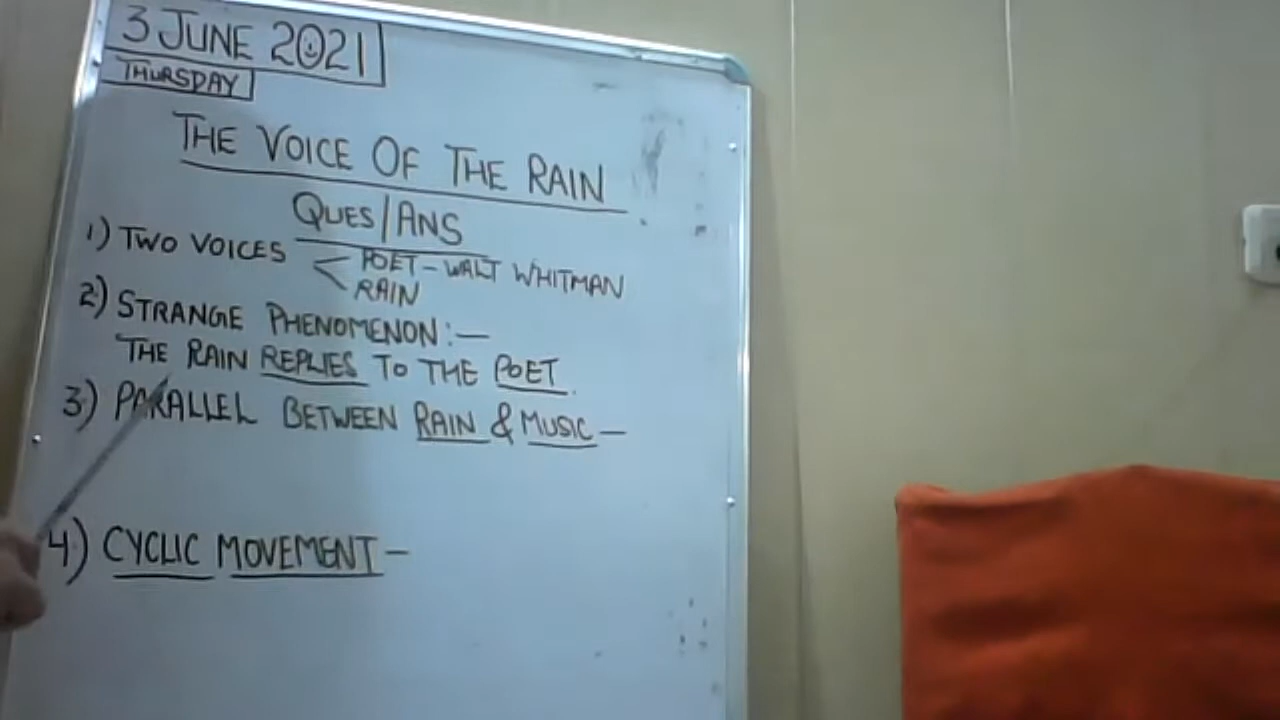 3 JUNE 2021
THURSDAY
THE VOICE OF THE RAIN
QUES/ANS
1) TWO VOICES
POET - WALT WHITMAN
RAIN
2) STRANGE PHENOMENON:-
THE RAIN REPLIES TO THE POET.
3) PARALLEL BETWEEN RAIN & MUSIC -
4) CYCLIC MOVEMENT -